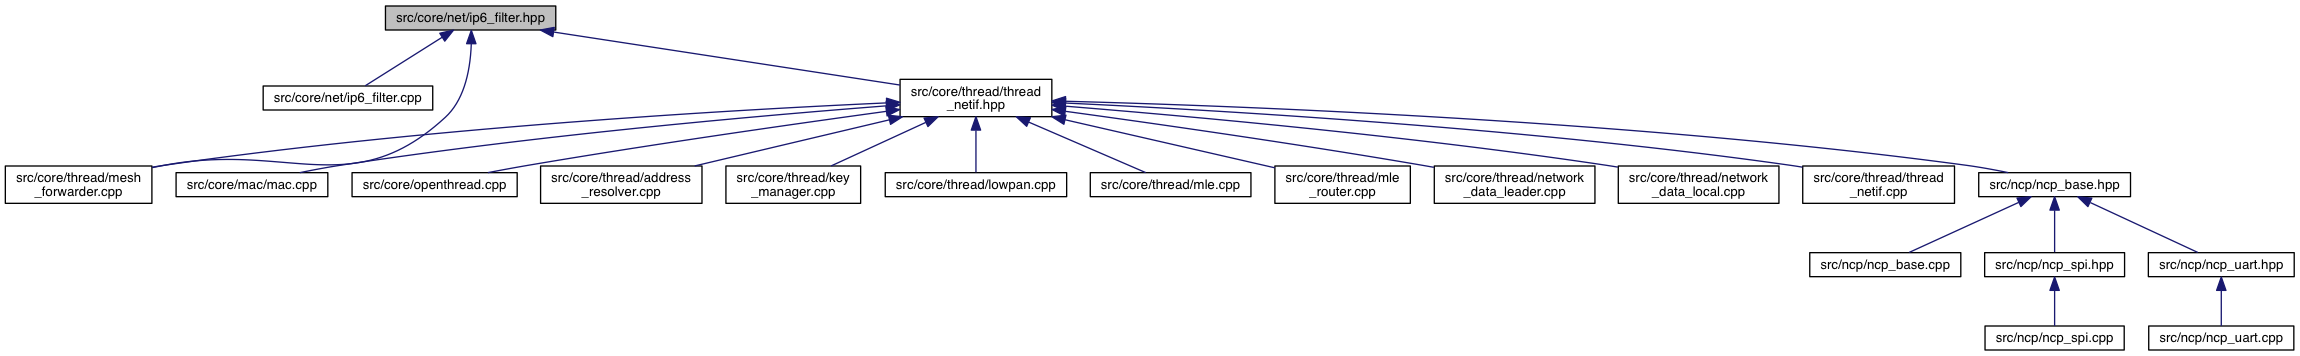 src/core/net/ip6_filter.hpp
src/core/net/ip6_filter.cpp
src/core/thread/thread
_netif.hpp
src/core/thread/mesh
_forwarder.cpp
src/core/mac/mac.cpp
src/core/openthread.cpp
src/core/thread/address
_resolver.cpp
src/core/thread/key
_manager.cpp
src/core/thread/lowpan.cpp
src/core/thread/mle.cpp
src/core/thread/mle
_router.cpp
src/core/thread/network
_data_leader.cpp
src/core/thread/network
_data_local.cpp
src/core/thread/thread
_netif.cpp
src/ncp/ncp_base.hpp
src/ncp/ncp_base.cpp
src/ncp/ncp_spi.hpp
src/ncp/ncp_uart.hpp
src/ncp/ncp_spi.cpp
src/ncp/ncp_uart.cpp